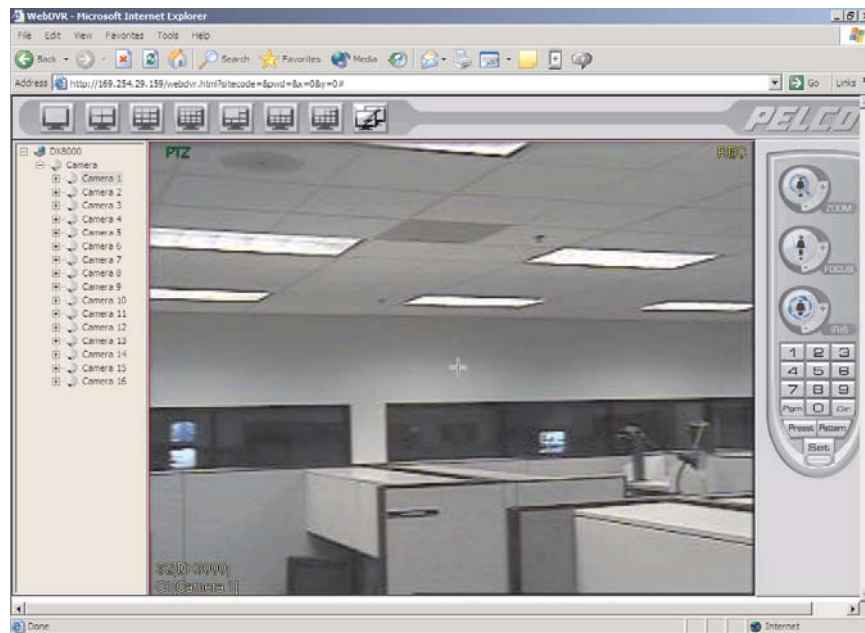 WebDVR - Microsoft Internet Explorer
File Edit View Favorites Tools Help
Back Search Favorites Media
Address http://169.254.29.159/webdvr.html?sitecode=&pwd=&x=0&y=0# Go Links
PELCO
DX8000
Camera
Camera 1
Camera 2
Camera 3
Camera 4
Camera 5
Camera 6
Camera 7
Camera 8
Camera 9
Camera 10
Camera 11
Camera 12
Camera 13
Camera 14
Camera 15
Camera 16
PTZ REC
ZOOM
FOCUS
IRIS
1 2 3
4 5 6
7 8 9
Pgm 0 Clr
Preset Pattern
Set
S:[DX8000]
C:[Camera 1]
Done Internet